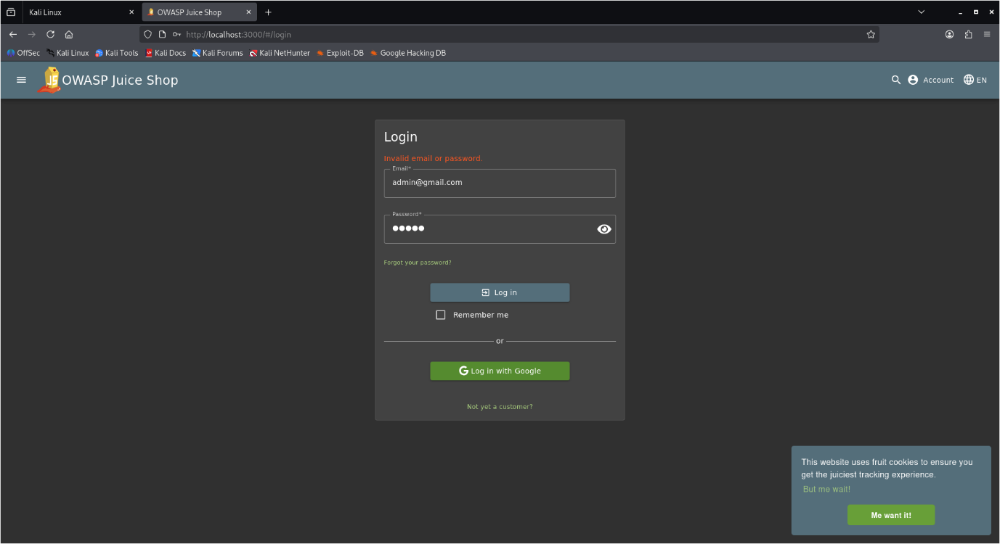 Kali Linux
OWASP Juice Shop
http://localhost:3000/#/login
OffSec Kali Linux Kali Tools Kali Docs Kali Forums Kali NetHunter Exploit-DB Google Hacking DB
JS OWASP Juice Shop Account EN
Login
Invalid email or password.
Email*
admin@gmail.com
Password*
●●●●●
Forgot your password?
Log in
Remember me
or
G Log in with Google
Not yet a customer?
This website uses fruit cookies to ensure you
get the juiciest tracking experience.
But me wait!
Me want it!